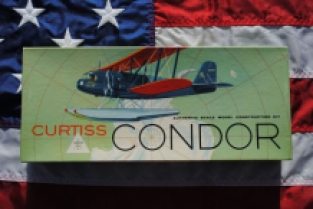 CURTISS
CONDOR
AUTHENTIC SCALE MODEL CONSTRUCTION KIT